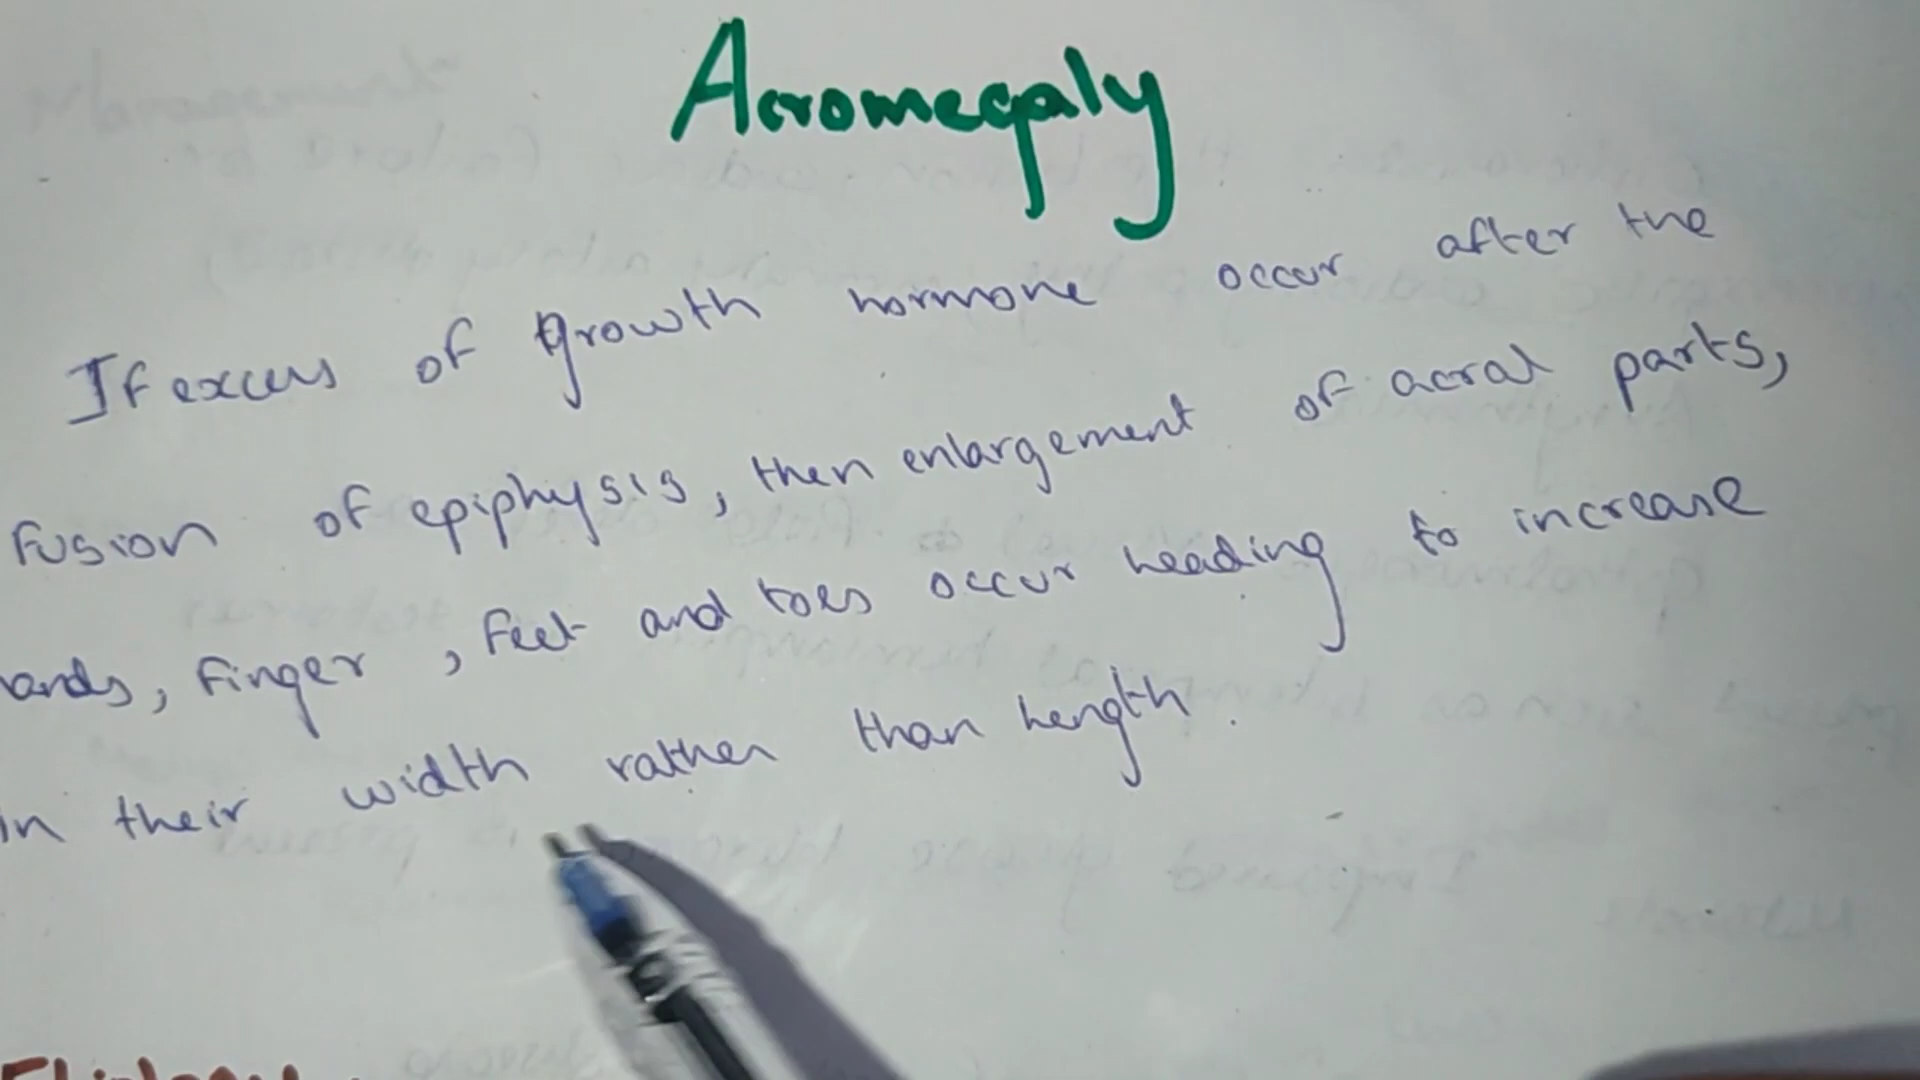 Acromegaly
If excess of growth hormone occur after the
fusion of epiphysis, then enlargement of acral parts,
ands, finger, feet and toes occur leading to increase
in their width rather than length.
Etiology